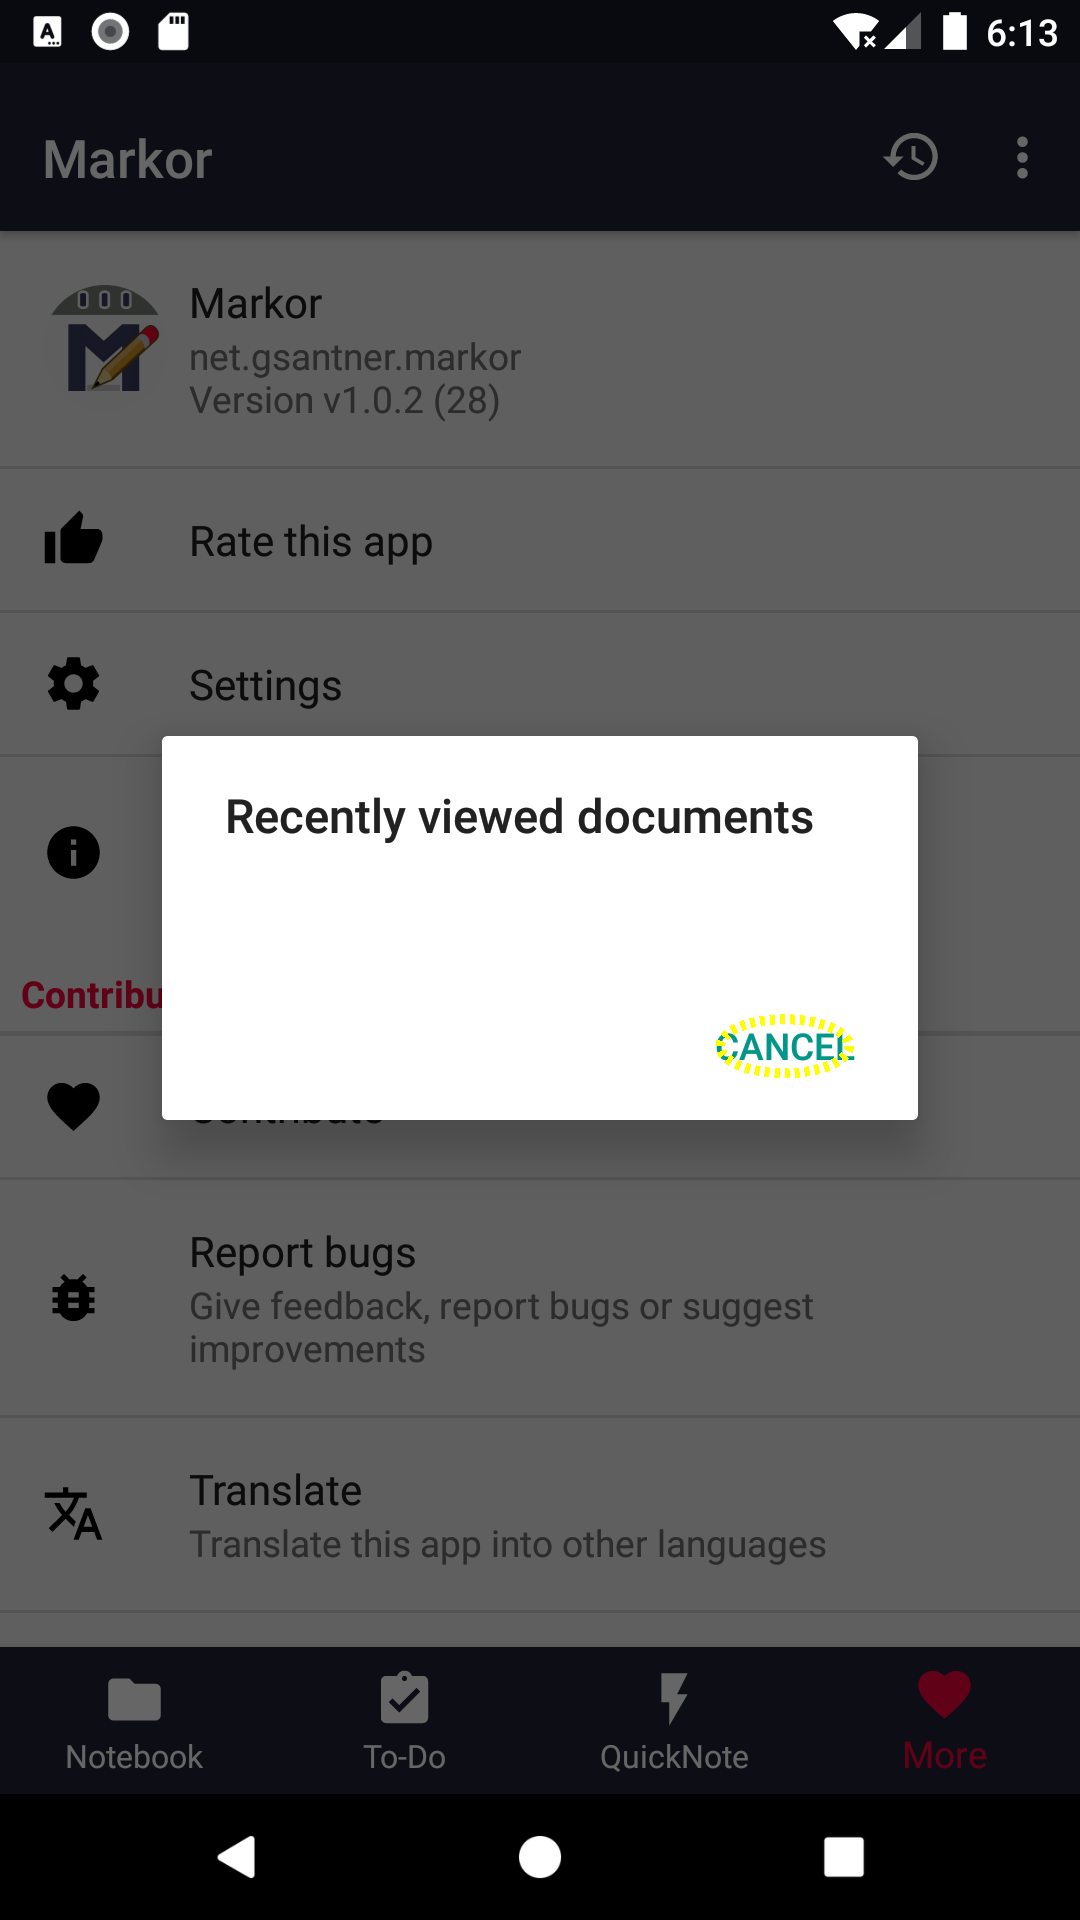 6:13
Markor
Markor
net.gsantner.markor
Version v1.0.2 (28)
Rate this app
Settings
Recently viewed documents
CANCEL
Report bugs
Give feedback, report bugs or suggest
improvements
Translate
Translate this app into other languages
Notebook
To-Do
QuickNote
More